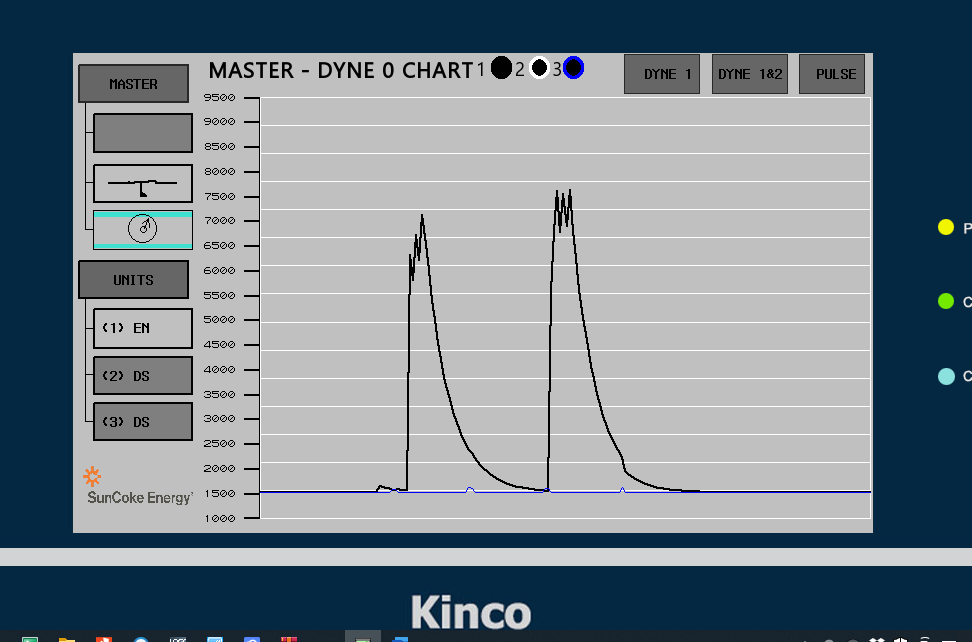 MASTER
MASTER - DYNE 0 CHART 1 2 3
DYNE 1
DYNE 1&2
PULSE
9500
9000
8500
8000
7500
7000
6500
6000
5500
5000
4500
4000
3500
3000
2500
2000
1500
1000
UNITS
(1) EN
(2) DS
(3) DS
SunCoke Energy
P
C
C
Kinco